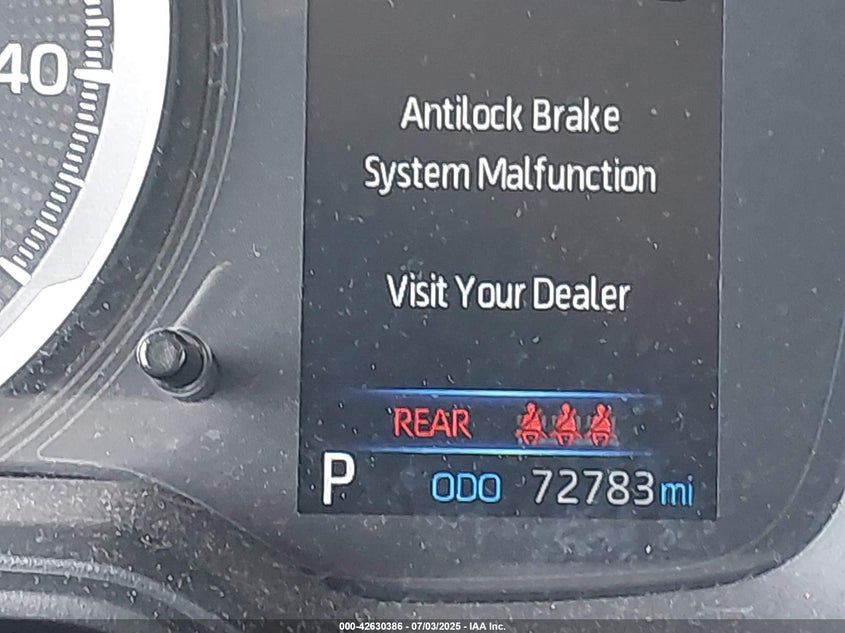 40
Antilock Brake
System Malfunction
Visit Your Dealer
REAR
P ODO 72783 mi
000-42630386 - 07/03/2025 - IAA Inc.